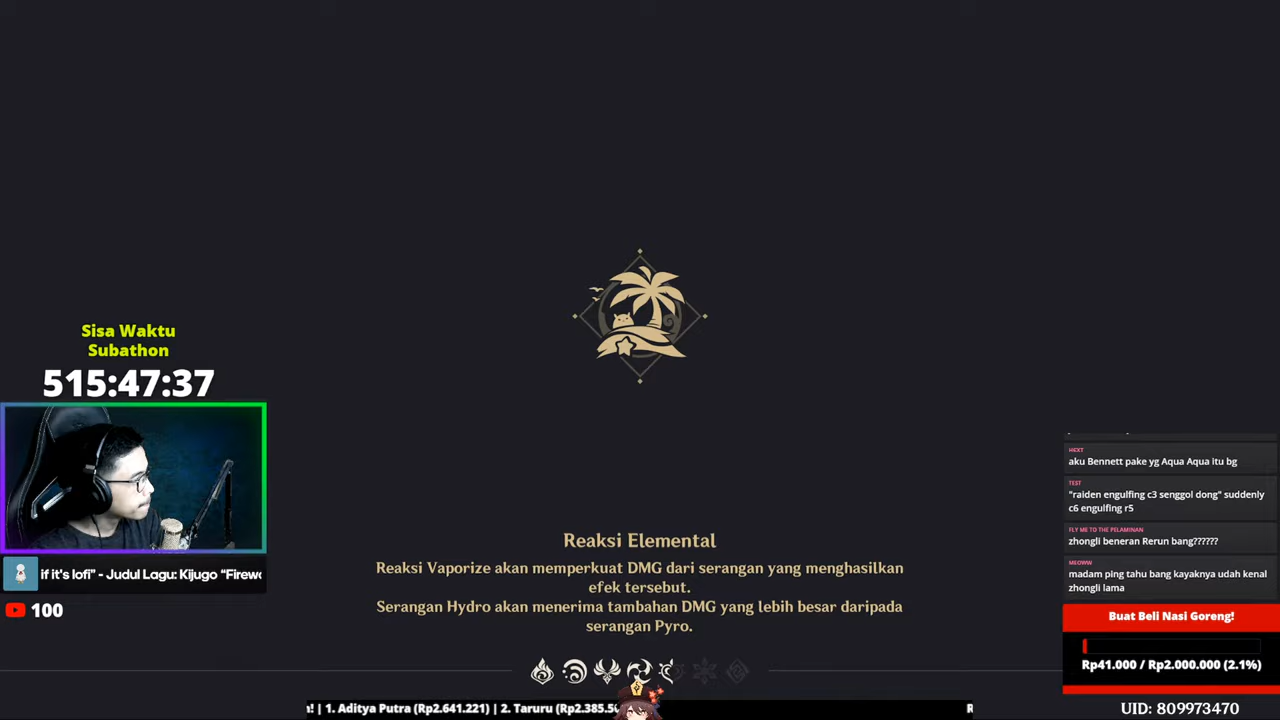 Sisa Waktu
Subathon
515:47:37
if it's lofi” - Judul Lagu: Kijugo “Firew
100
Reaksi Elemental
Reaksi Vaporize akan memperkuat DMG dari serangan yang menghasilkan
efek tersebut.
Serangan Hydro akan menerima tambahan DMG yang lebih besar daripada
serangan Pyro.
! | 1. Aditya Putra (Rp2.641.221) | 2. Taruru (Rp2.385.5
R
aku Bennett pake yg Aqua Aqua itu bg
TEST
"raiden engulfing c3 senggol dong" suddenly
c6 engulfing r5
FLY ME TO THE PELAMINAN
zhongli beneran Rerun bang??????
MEOWW
madam ping tahu bang kayaknya udah kenal
zhongli lama
Buat Beli Nasi Goreng!
Rp41.000 / Rp2.000.000 (2.1%)
UID: 809973470